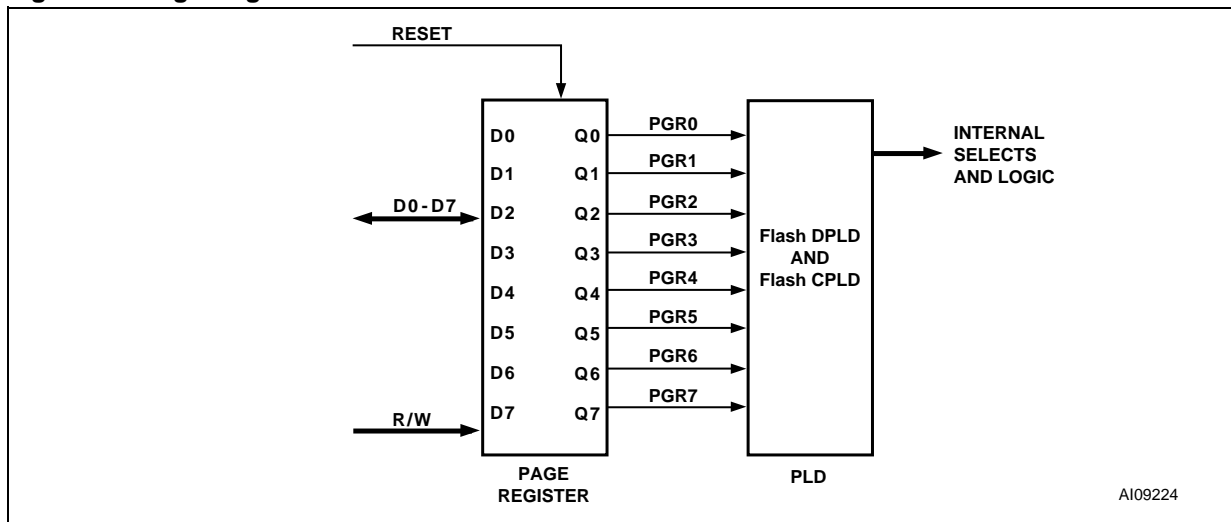 RESET
D0 Q0 PGR0
D1 Q1 PGR1
D0-D7 D2 Q2 PGR2
D3 Q3 PGR3
D4 Q4 PGR4
D5 Q5 PGR5
D6 Q6 PGR6
R/W D7 Q7 PGR7
PAGE
REGISTER
Flash DPLD
AND
Flash CPLD
PLD
INTERNAL
SELECTS
AND LOGIC
AI09224